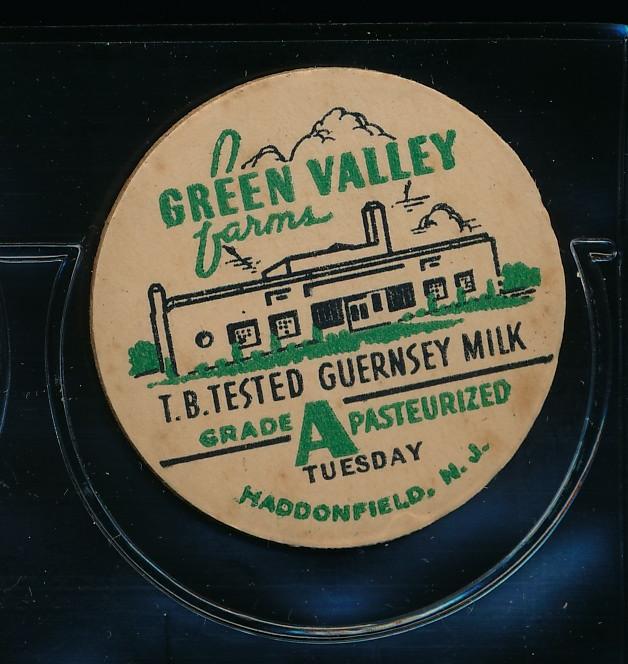 GREEN VALLEY
farms
T.B. TESTED GUERNSEY MILK
GRADE A PASTEURIZED
TUESDAY
HADDONFIELD, N.J.